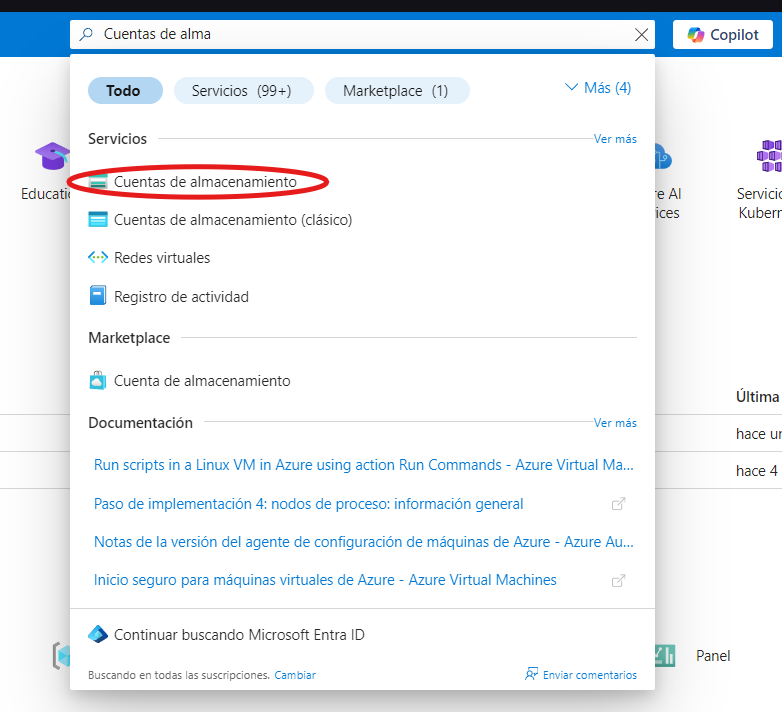 Cuentas de alma
Copilot
Todo
Servicios (99+)
Marketplace (1)
Más (4)
Servicios
Ver más
Cuentas de almacenamiento
Cuentas de almacenamiento (clásico)
Redes virtuales
Registro de actividad
Marketplace
Cuenta de almacenamiento
Documentación
Ver más
Run scripts in a Linux VM in Azure using action Run Commands - Azure Virtual Ma...
Paso de implementación 4: nodos de proceso: información general
Notas de la versión del agente de configuración de máquinas de Azure - Azure Au...
Inicio seguro para máquinas virtuales de Azure - Azure Virtual Machines
Continuar buscando Microsoft Entra ID
Buscando en todas las suscripciones. Cambiar
Enviar comentarios
Educatio
e AI
ices
Servicio
Kubern
Última
hace un
hace 4
Panel